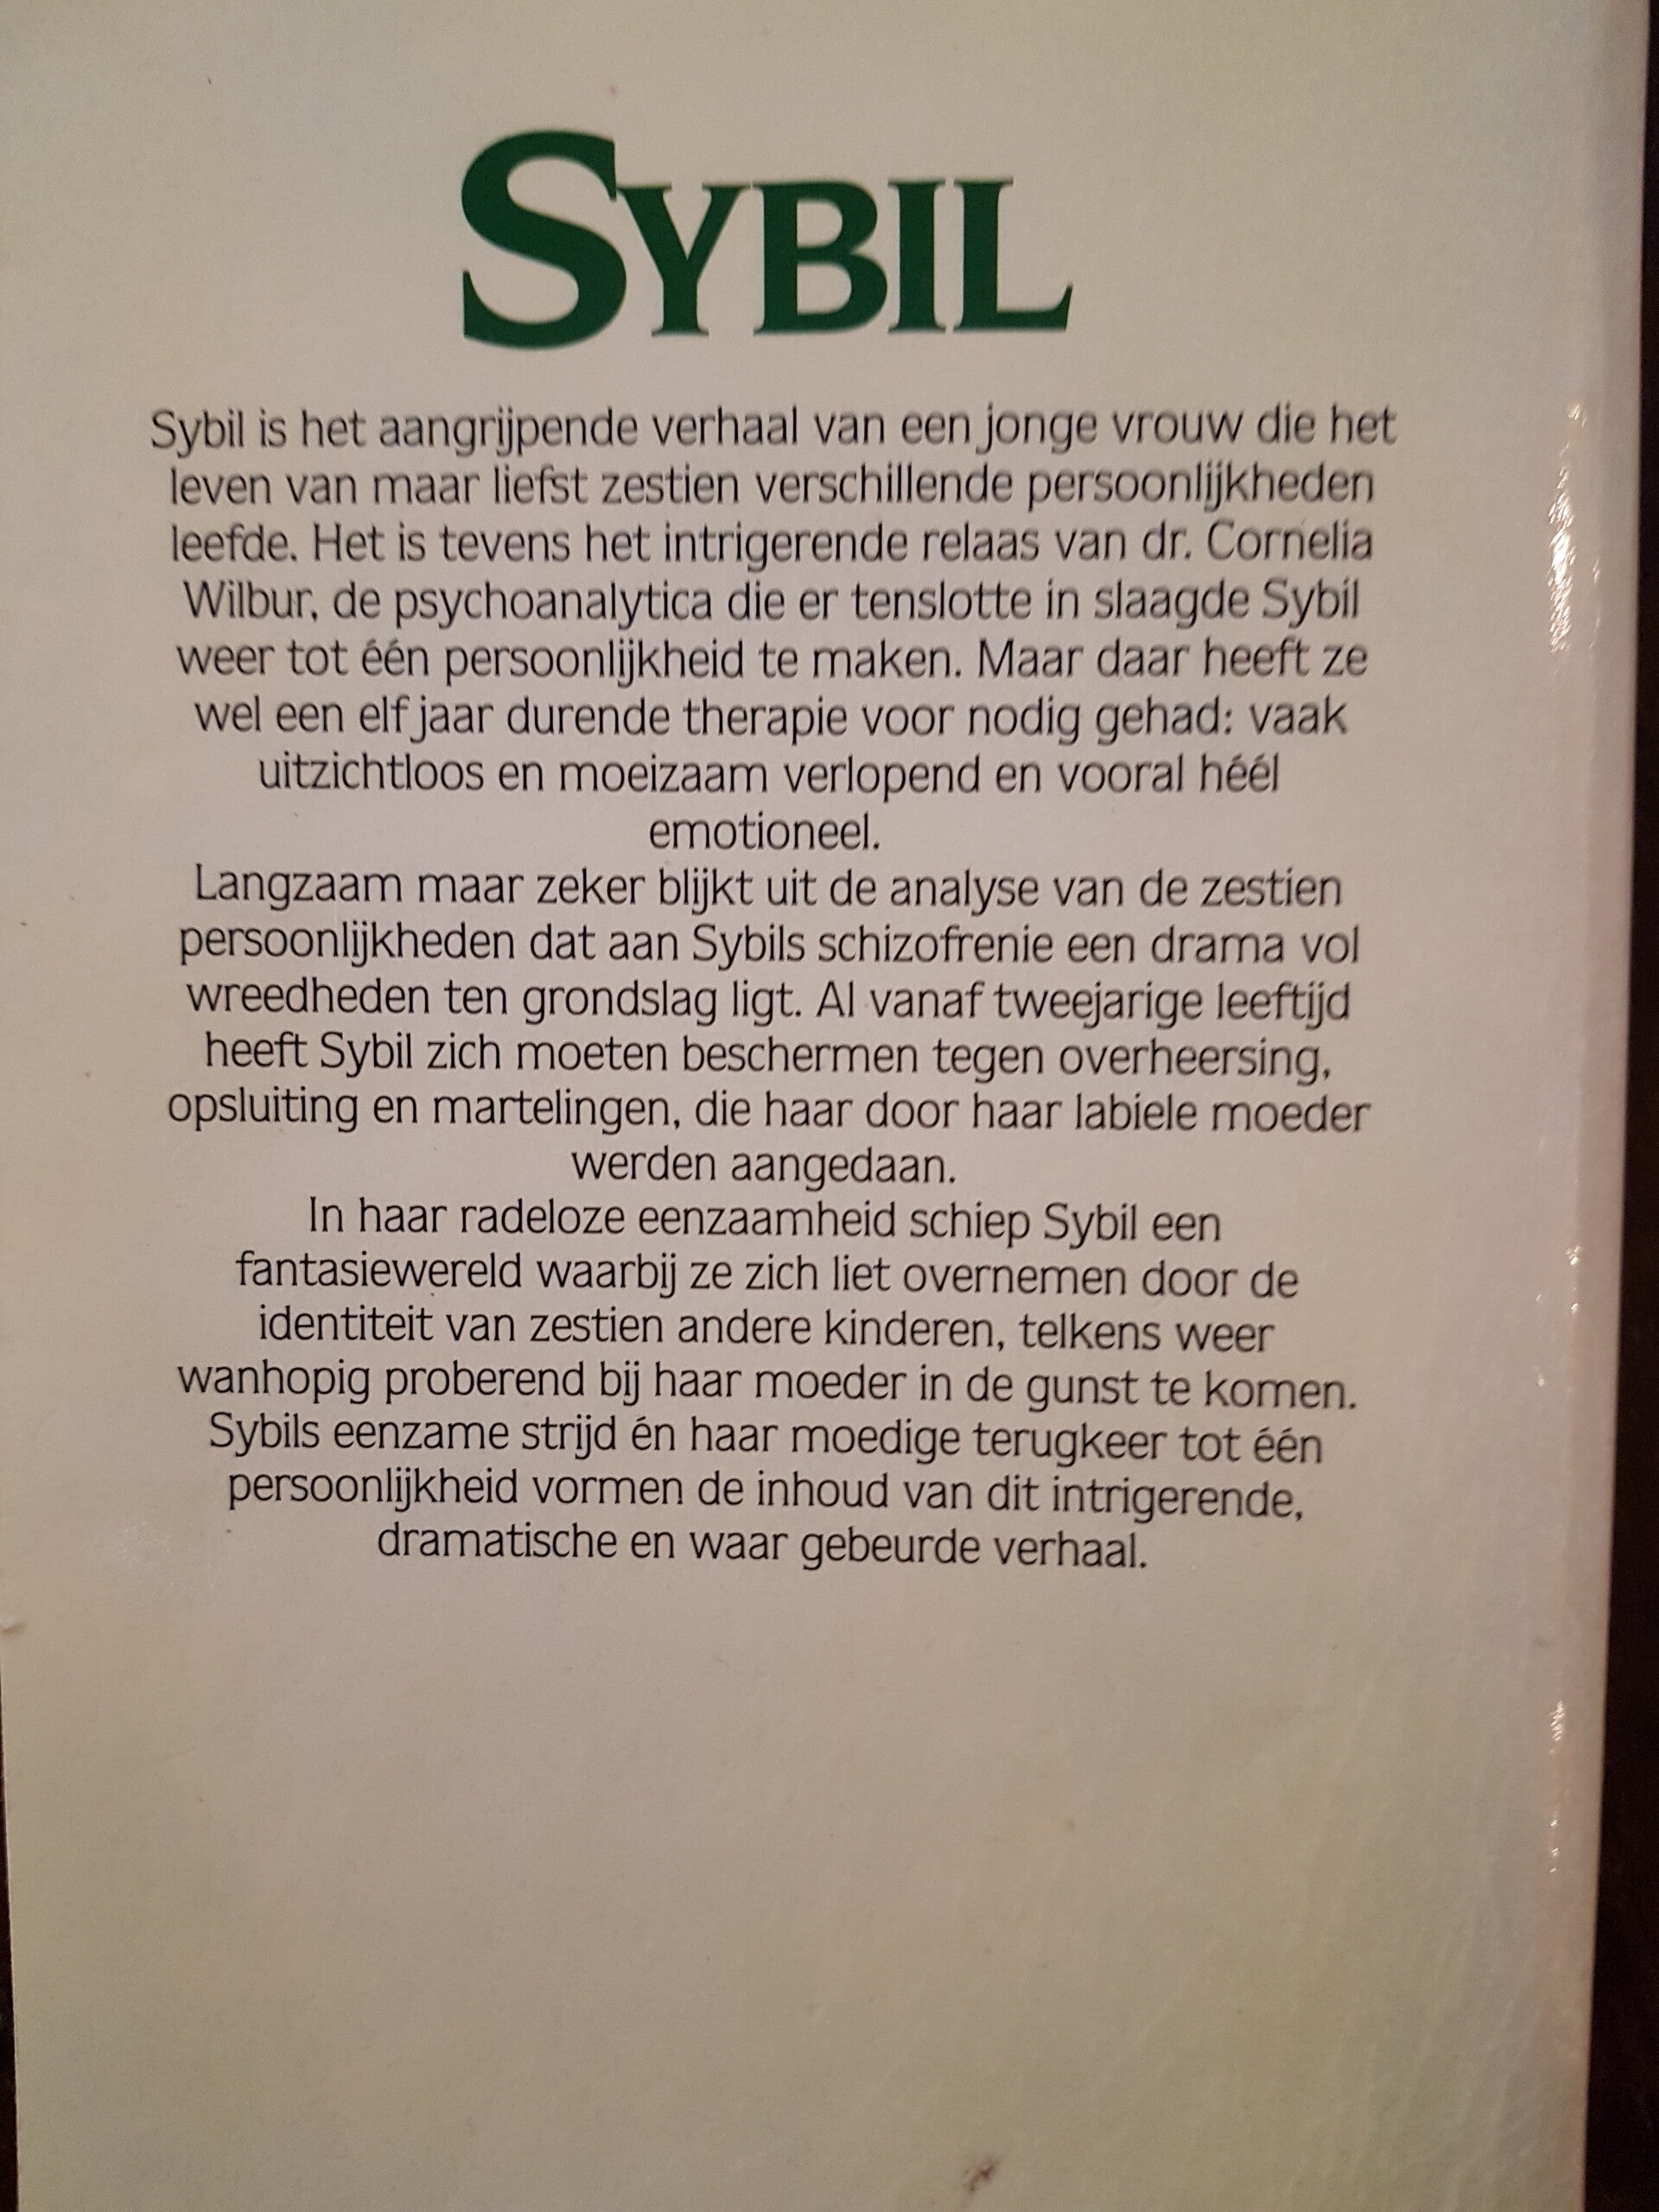 SYBIL
Sybil is het aangrijpende verhaal van een jonge vrouw die het
leven van maar liefst zestien verschillende persoonlijkheden
leefde. Het is tevens het intrigerende relaas van dr. Cornelia
Wilbur, de psychoanalytica die er tenslotte in slaagde Sybil
weer tot één persoonlijkheid te maken. Maar daar heeft ze
wel een elf jaar durende therapie voor nodig gehad: vaak
uitzichtloos en moeizaam verlopend en vooral héél
emotioneel.
Langzaam maar zeker blijkt uit de analyse van de zestien
persoonlijkheden dat aan Sybils schizofrenie een drama vol
wreedheden ten grondslag ligt. Al vanaf tweejarige leeftijd
heeft Sybil zich moeten beschermen tegen overheersing,
opsluiting en martelingen, die haar door haar labiele moeder
werden aangedaan.
In haar radeloze eenzaamheid schiep Sybil een
fantasiewereld waarbij ze zich liet overnemen door de
identiteit van zestien andere kinderen, telkens weer
wanhopig proberend bij haar moeder in de gunst te komen.
Sybils eenzame strijd én haar moedige terugkeer tot één
persoonlijkheid vormen de inhoud van dit intrigerende,
dramatische en waar gebeurde verhaal.